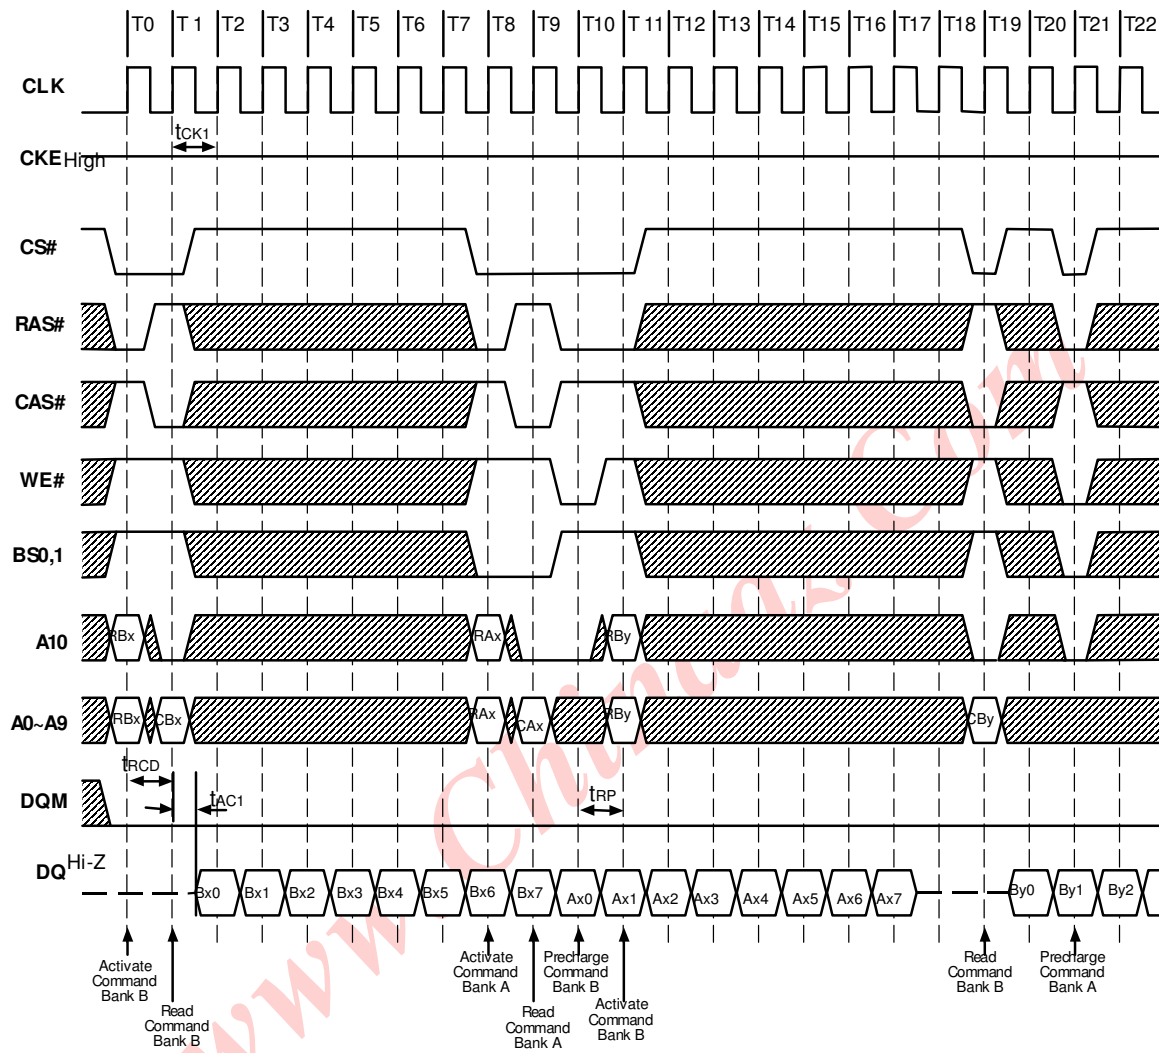 T0 T 1 T2 T3 T4 T5 T6 T7 T8 T9 T10 T 11 T12 T13 T14 T15 T16 T17 T18 T19 T20 T21 T22
CLK
tCK1
CKE High
CS#
RAS#
CAS#
WE#
BS0,1
A10 RBx RAx RBy
A0~A9 RBx CBx RAx CAx RBy CBy
tRCD
DQM tAC1 tRP
Hi-Z
DQ Bx0 Bx1 Bx2 Bx3 Bx4 Bx5 Bx6 Bx7 Ax0 Ax1 Ax2 Ax3 Ax4 Ax5 Ax6 Ax7 By0 By1 By2
Activate
Command
Bank B
Read
Command
Bank B
Activate
Command
Bank A
Read
Command
Bank A
Precharge
Command
Bank B
Activate
Command
Bank B
Read
Command
Bank B
Precharge
Command
Bank A